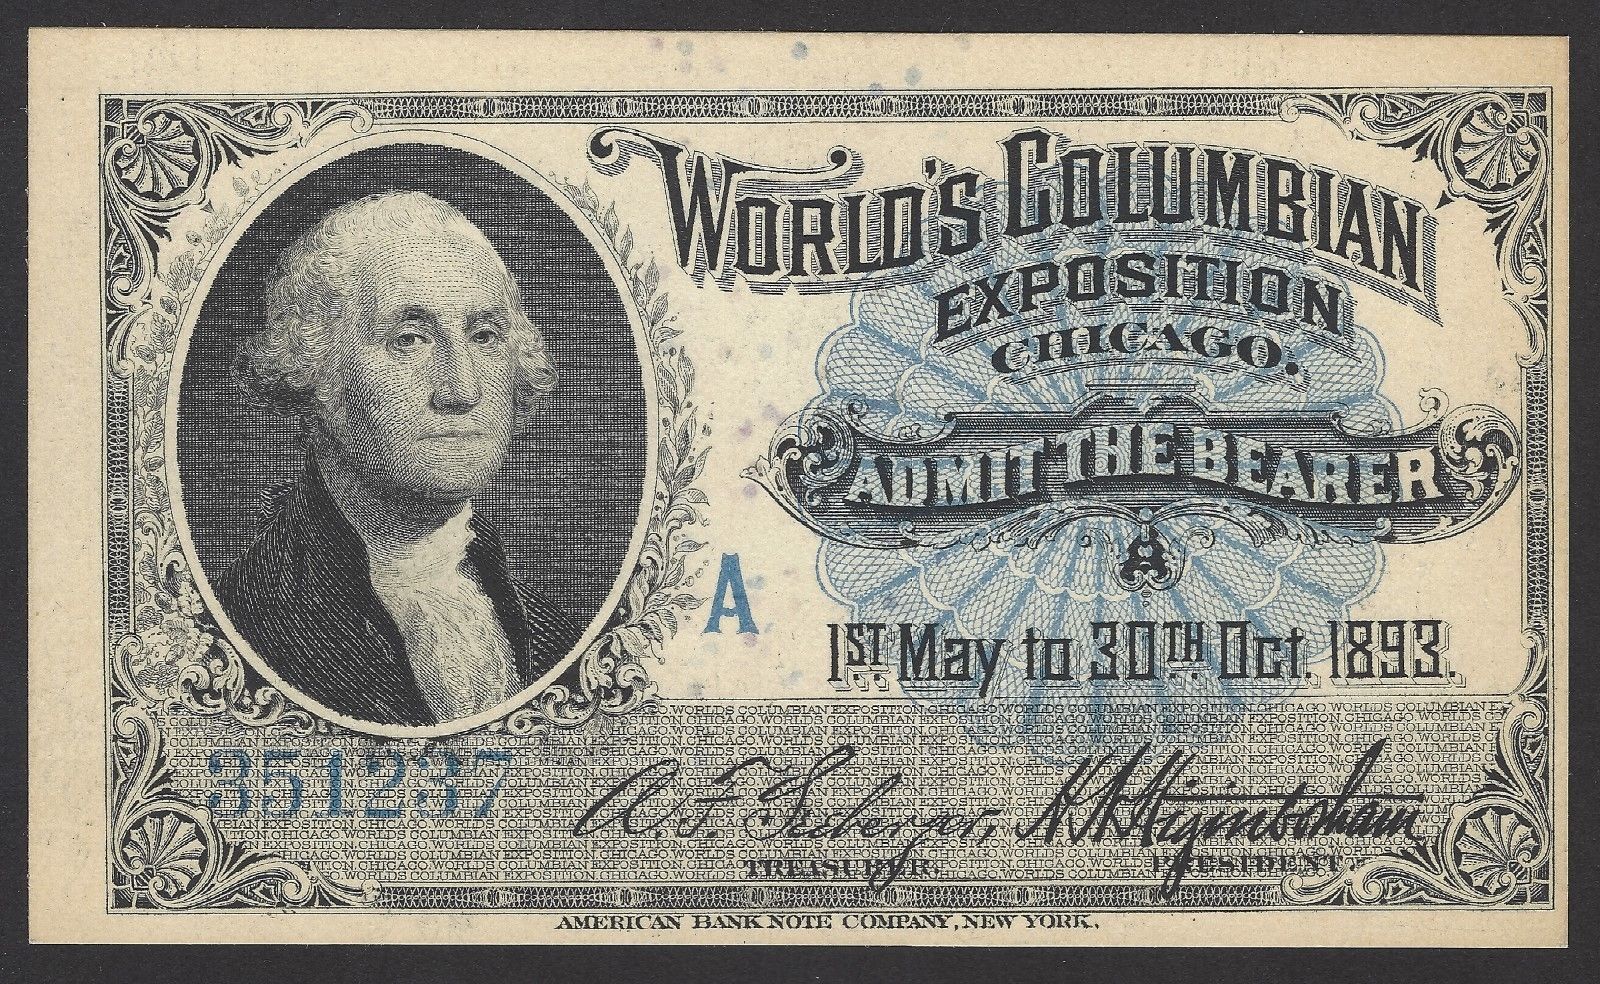 WORLD'S COLUMBIAN
EXPOSITION
CHICAGO.
ADMIT THE BEARER
A
A
1ST. May to 30TH. Oct. 1893.
351237
TREASURER.
H. N. Higinbotham
PRESIDENT.
AMERICAN BANK NOTE COMPANY, NEW YORK.